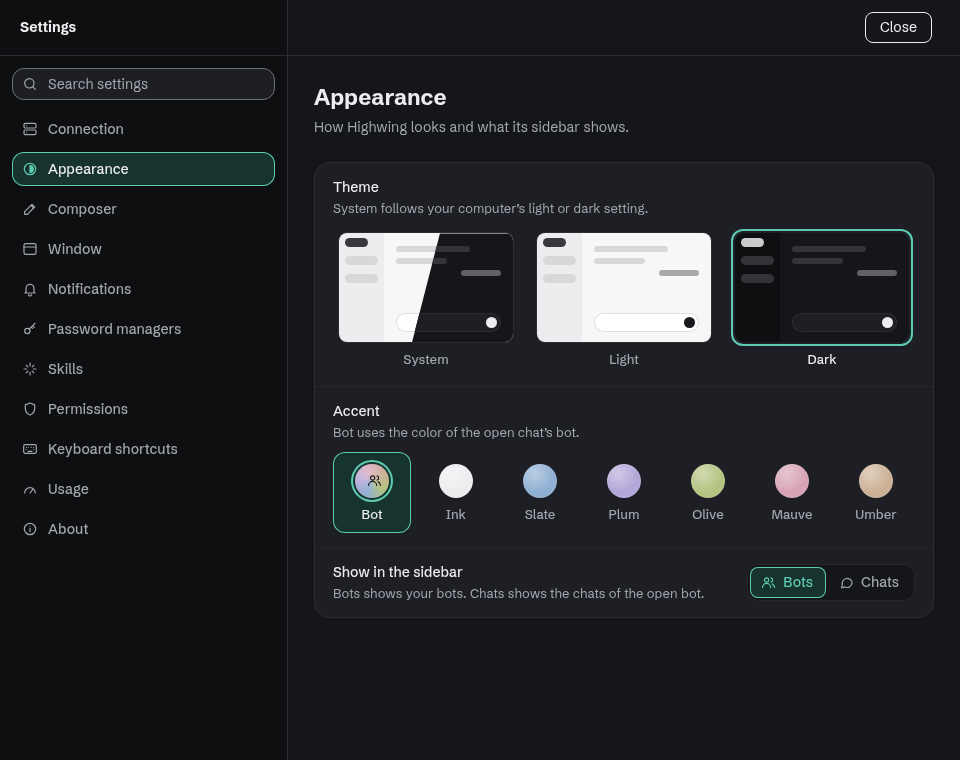 Settings
Close
Search settings
Connection
Appearance
Composer
Window
Notifications
Password managers
Skills
Permissions
Keyboard shortcuts
Usage
About
Appearance
How Highwing looks and what its sidebar shows.
Theme
System follows your computer's light or dark setting.
System
Light
Dark
Accent
Bot uses the color of the open chat's bot.
Bot
Ink
Slate
Plum
Olive
Mauve
Umber
Show in the sidebar
Bots shows your bots. Chats shows the chats of the open bot.
Bots
Chats